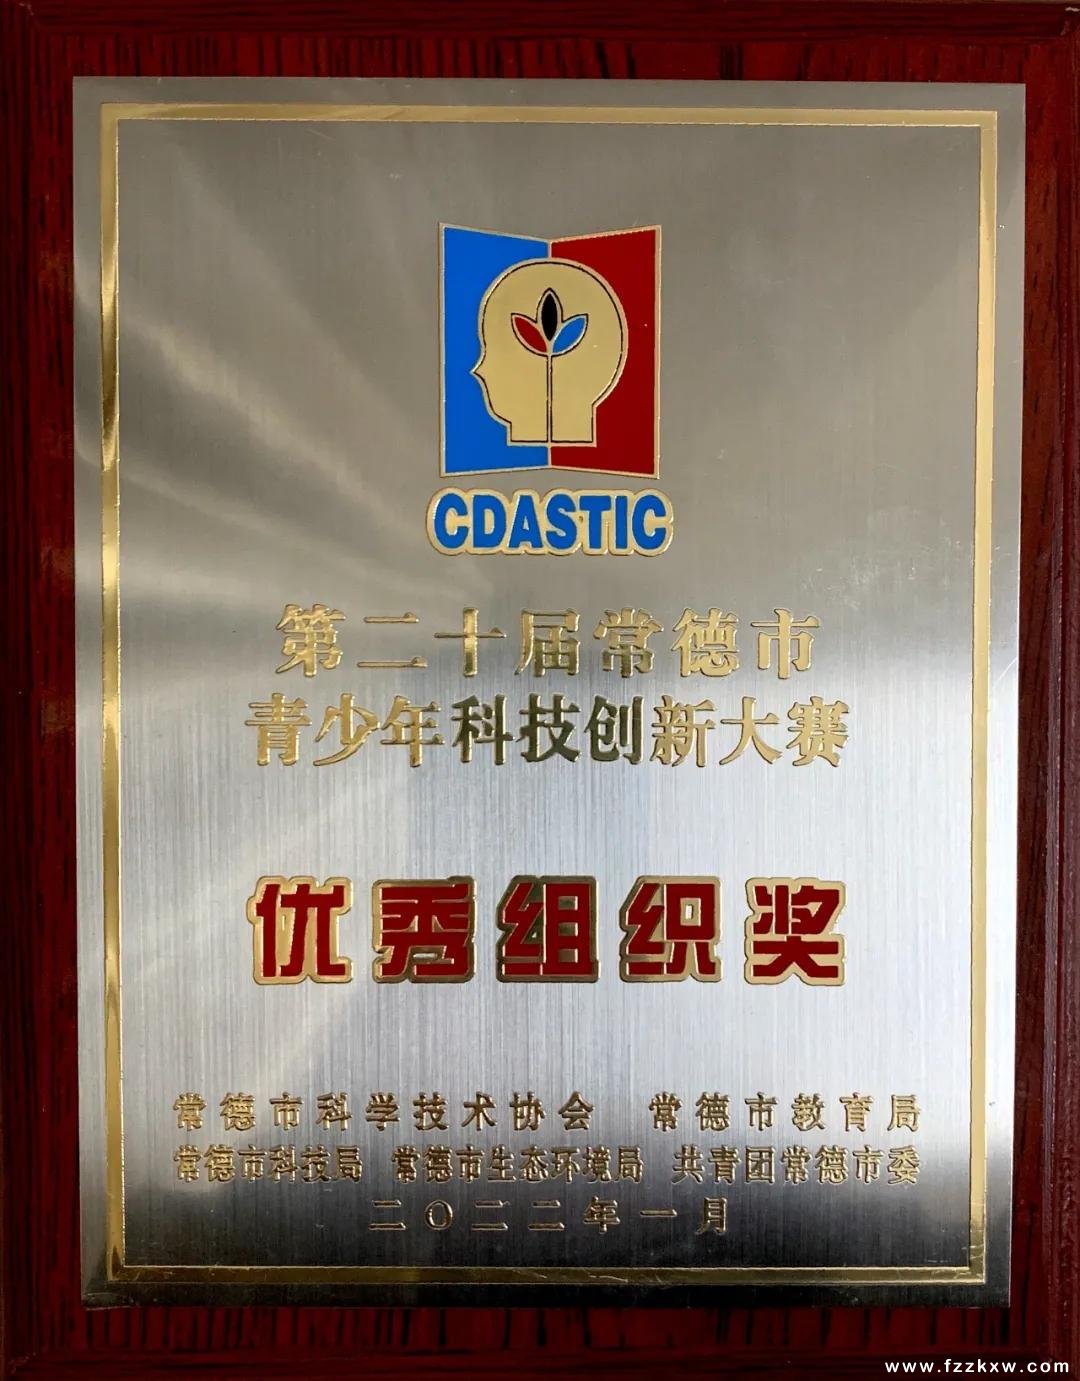 CDASTIC
第二十届常德市
青少年科技创新大赛
优秀组织奖
常德市科学技术协会 常德市教育局
常德市科技局 常德市生态环境局 共青团常德市委
二〇二二年一月
www.fzzkxw.com